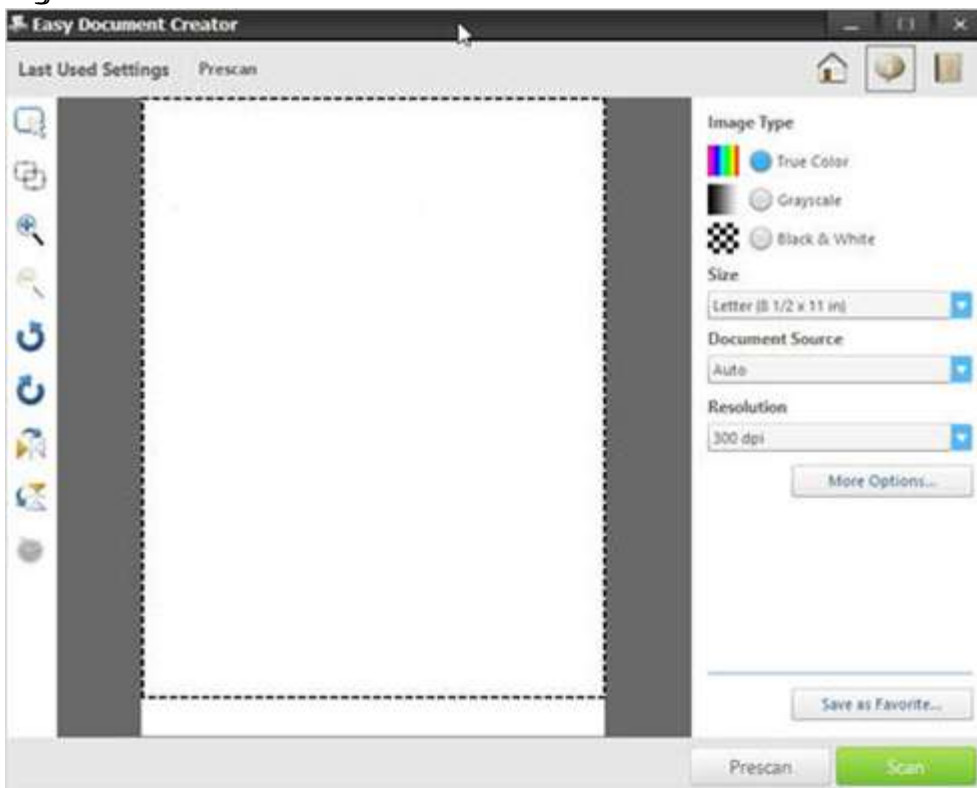 Easy Document Creator
Last Used Settings Prescan
Image Type
True Color
Grayscale
Black & White
Size
Letter (8 1/2 x 11 in)
Document Source
Auto
Resolution
300 dpi
More Options...
Save as Favorite...
Prescan Scan